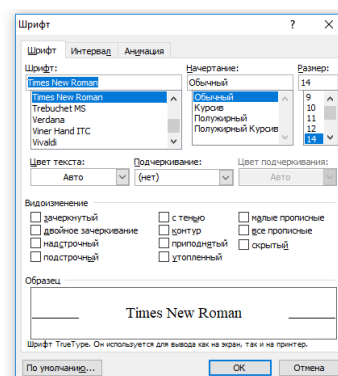 Шрифт ? ×
Шрифт Интервал Анимация
Шрифт: Начертание: Размер:
Times New Roman Обычный 14
Times New Roman Обычный 9
Trebuchet MS Курсив 10
Verdana Полужирный 11
Viner Hand ITC Полужирный Курсив 12
Vivaldi 14
Цвет текста: Подчеркивание: Цвет подчеркивания:
Авто (нет) Авто
Видоизменение
зачеркнутый с тенью малые прописные
двойное зачеркивание контур все прописные
надстрочный приподнятый скрытый
подстрочный утопленный
Образец
Times New Roman
Шрифт TrueType. Он используется для вывода как на экран, так и на принтер.
По умолчанию... ОК Отмена